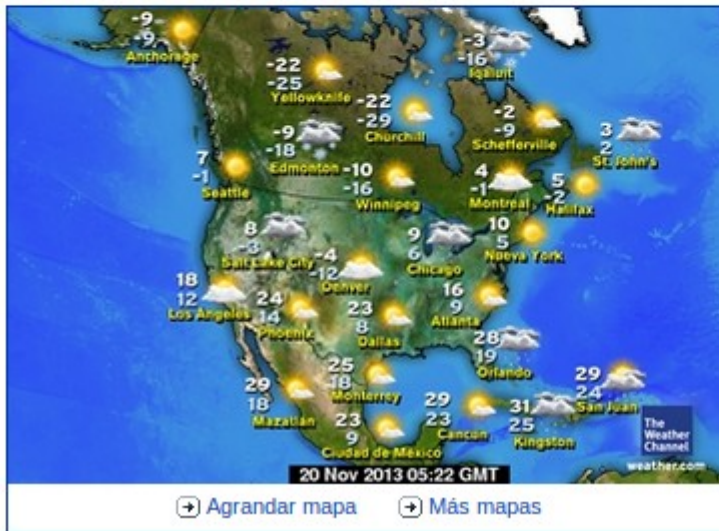 -9
-9
Anchorage
-22
-25
Yellowknife
-3
-16
Iqaluit
-22
-29
Churchill
-2
-9
Schefferville
3
2
St. John's
-9
-18
Edmonton
7
-1
Seattle
-10
-16
Winnipeg
4
-1
Montreal
5
-2
Halifax
8
-3
Salt Lake City
-4
-12
Denver
9
6
Chicago
10
5
Nueva York
18
12
Los Angeles
24
14
Phoenix
23
8
Dallas
16
9
Atlanta
28
19
Orlando
29
18
Mazatlán
25
18
Monterrey
23
9
Ciudad de México
29
23
Cancún
31
25
Kingston
29
24
San Juan
The
Weather
Channel
weather.com
20 Nov 2013 05:22 GMT
Agrandar mapa Más mapas